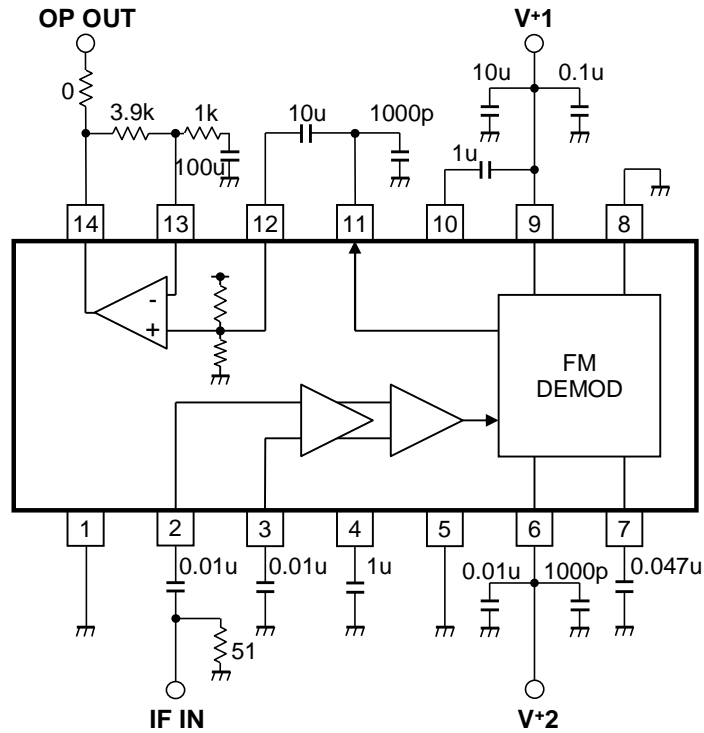 OP OUT
V+1
0
3.9k
1k
100u
10u
1000p
10u
0.1u
1u
14
13
12
11
10
9
8
-
+
FM
DEMOD
1
2
3
4
5
6
7
0.01u
0.01u
1u
0.01u
1000p
0.047u
51
IF IN
V+2